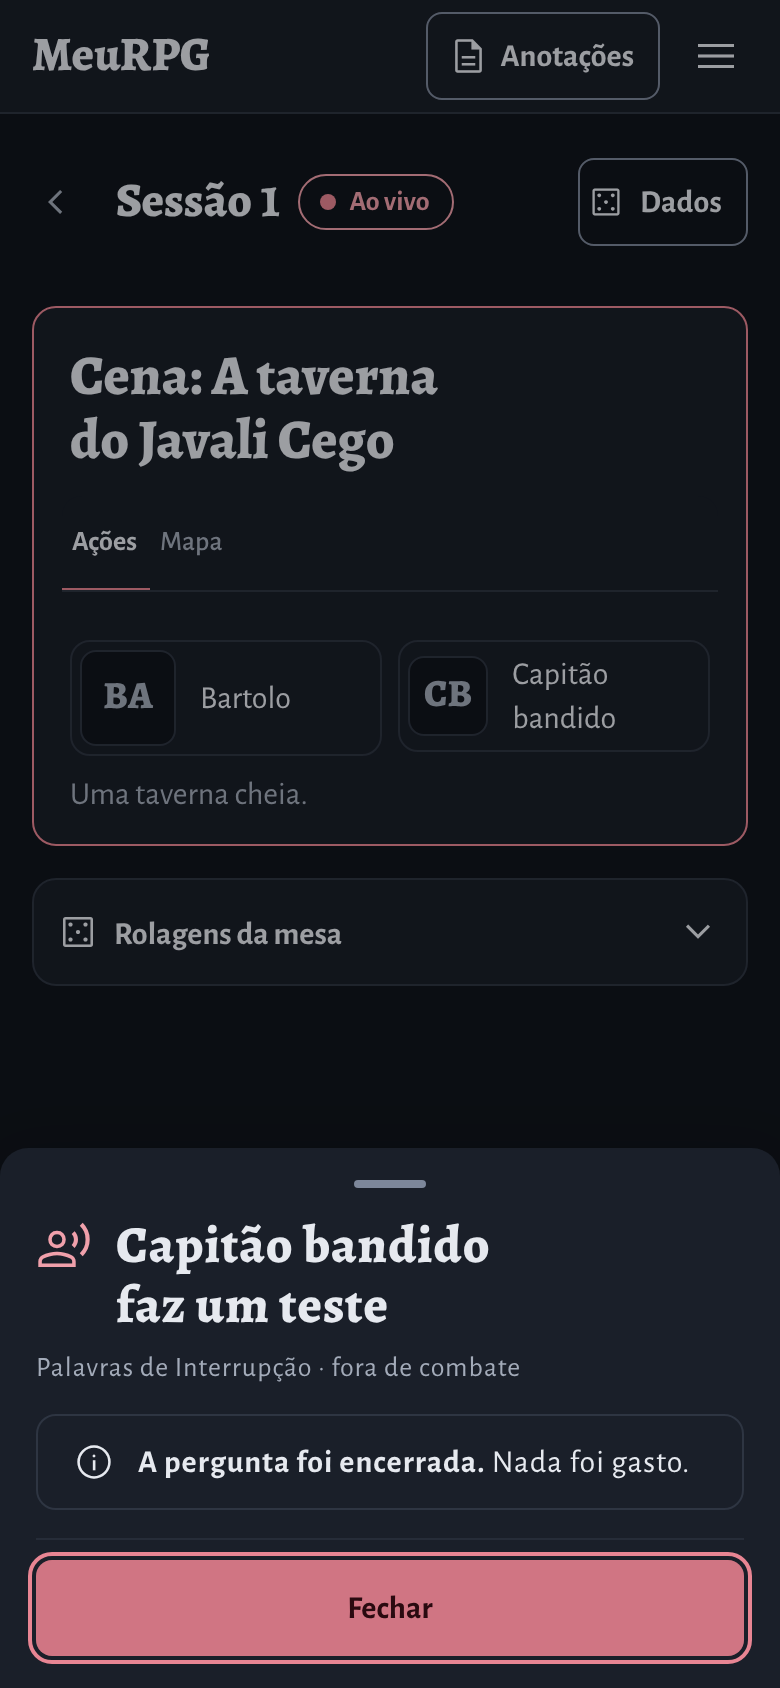 MeuRPG
Anotações
Sessão 1
Ao vivo
Dados
Cena: A taverna
do Javali Cego
Ações
Mapa
BA
Bartolo
CB
Capitão
bandido
Uma taverna cheia.
Rolagens da mesa
Capitão bandido
faz um teste
Palavras de Interrupção · fora de combate
A pergunta foi encerrada. Nada foi gasto.
Fechar